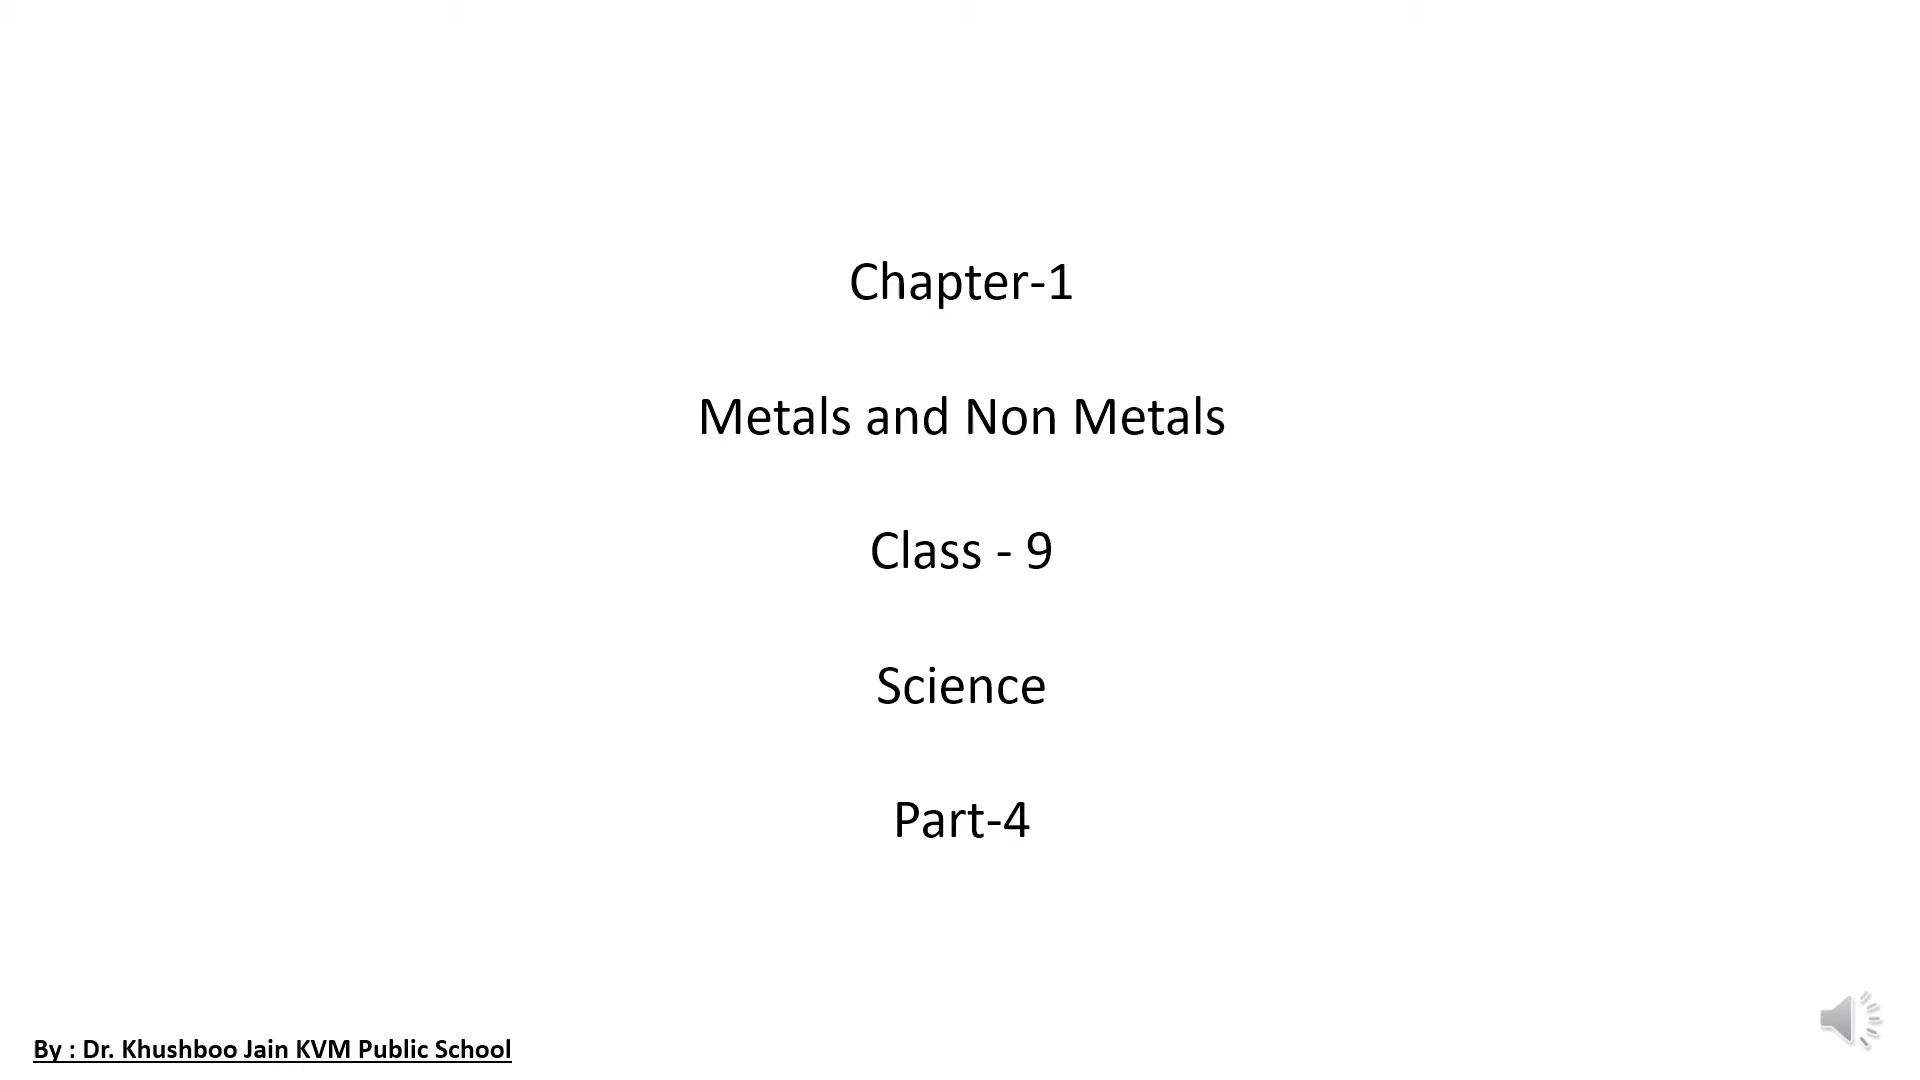 Chapter-1
Metals and Non Metals
Class - 9
Science
Part-4
By : Dr. Khushboo Jain KVM Public School